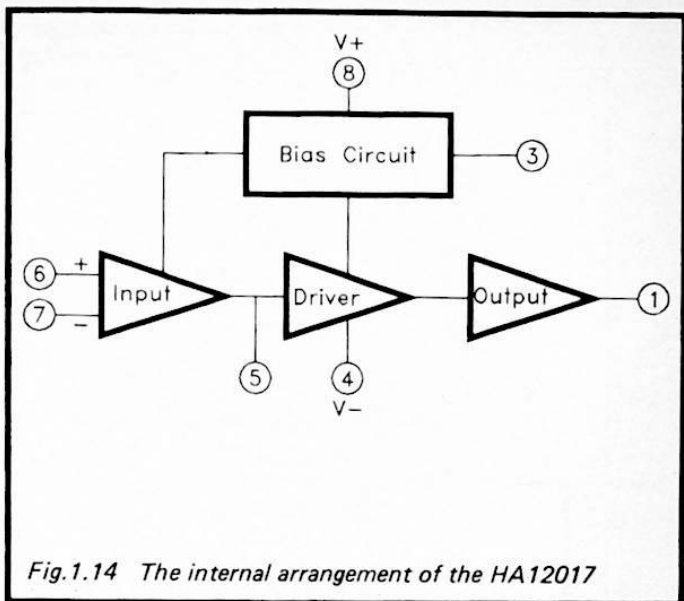 V+
8
Bias Circuit
3
6
+
Input
Driver
Output
1
7
−
5
4
V−
Fig.1.14 The internal arrangement of the HA12017